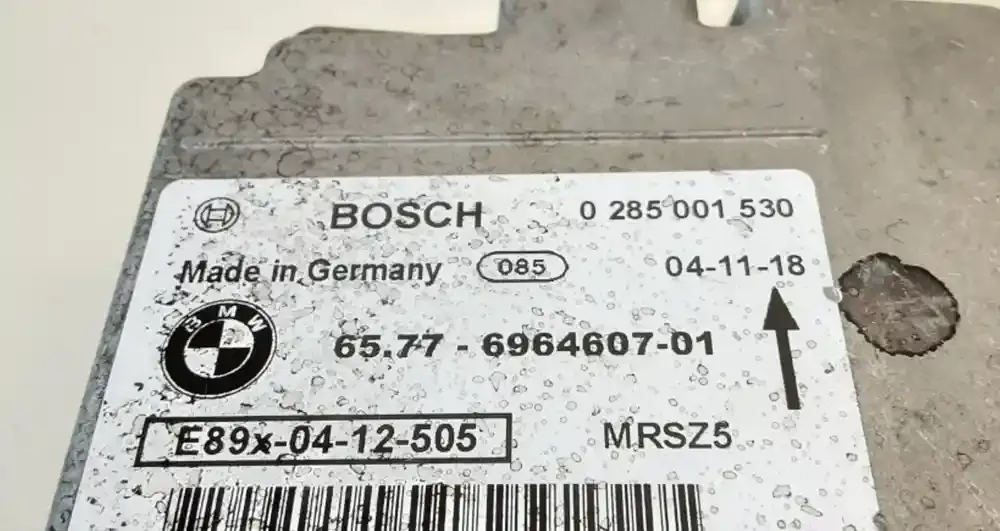 BOSCH 0 285 001 530
Made in Germany 085 04-11-18
BMW 65.77 - 6964607-01
E89x-04-12-505 MRSZ5